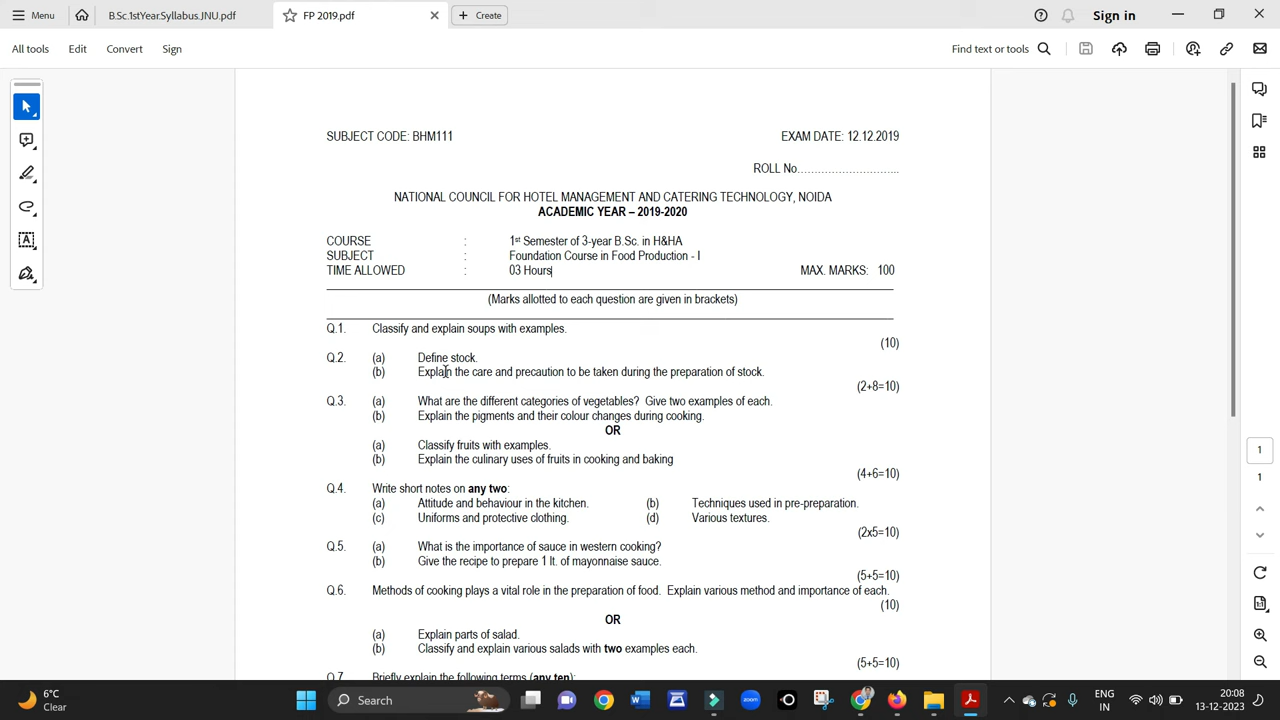 Menu B.Sc.1stYear.Syllabus.JNU.pdf FP 2019.pdf Create Sign in
All tools Edit Convert Sign Find text or tools
SUBJECT CODE: BHM111 EXAM DATE: 12.12.2019
ROLL No………………………...
NATIONAL COUNCIL FOR HOTEL MANAGEMENT AND CATERING TECHNOLOGY, NOIDA
ACADEMIC YEAR – 2019-2020
COURSE : 1st Semester of 3-year B.Sc. in H&HA
SUBJECT : Foundation Course in Food Production - I
TIME ALLOWED : 03 Hours MAX. MARKS: 100
(Marks allotted to each question are given in brackets)
Q.1. Classify and explain soups with examples.
(10)
Q.2. (a) Define stock.
(b) Explain the care and precaution to be taken during the preparation of stock.
(2+8=10)
Q.3. (a) What are the different categories of vegetables? Give two examples of each.
(b) Explain the pigments and their colour changes during cooking.
OR
(a) Classify fruits with examples.
(b) Explain the culinary uses of fruits in cooking and baking
(4+6=10)
Q.4. Write short notes on any two:
(a) Attitude and behaviour in the kitchen. (b) Techniques used in pre-preparation.
(c) Uniforms and protective clothing. (d) Various textures.
(2x5=10)
Q.5. (a) What is the importance of sauce in western cooking?
(b) Give the recipe to prepare 1 lt. of mayonnaise sauce.
(5+5=10)
Q.6. Methods of cooking plays a vital role in the preparation of food. Explain various method and importance of each.
(10)
OR
(a) Explain parts of salad.
(b) Classify and explain various salads with two examples each.
(5+5=10)
Q.7. Briefly explain the following terms (any ten):
1
1
6°C
Clear
Search
zoom
ENG
IN
20:08
13-12-2023